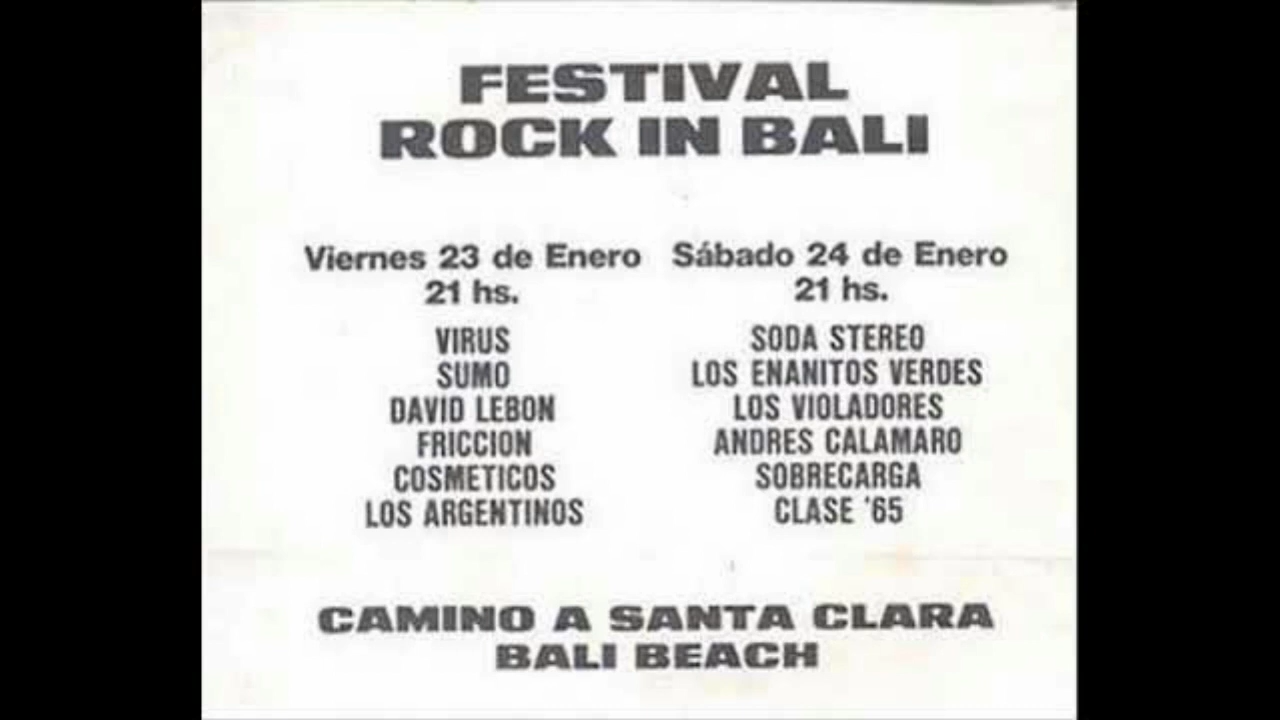 FESTIVAL
ROCK IN BALI
Viernes 23 de Enero
21 hs.
VIRUS
SUMO
DAVID LEBON
FRICCION
COSMETICOS
LOS ARGENTINOS
Sábado 24 de Enero
21 hs.
SODA STEREO
LOS ENANITOS VERDES
LOS VIOLADORES
ANDRES CALAMARO
SOBRECARGA
CLASE '65
CAMINO A SANTA CLARA
BALI BEACH